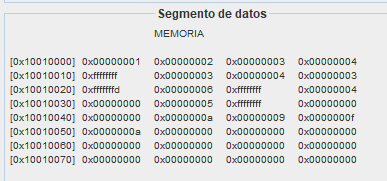 Segmento de datos
MEMORIA
[0x10010000] 0x00000001 0x00000002 0x00000003 0x00000004
[0x10010010] 0xffffffff 0x00000003 0x00000004 0x00000003
[0x10010020] 0xfffffffd 0x00000006 0xffffffff 0x00000004
[0x10010030] 0x00000000 0x00000005 0xffffffff 0x00000000
[0x10010040] 0x00000000 0x0000000a 0x00000009 0x0000000f
[0x10010050] 0x0000000a 0x00000000 0x00000000 0x00000000
[0x10010060] 0x00000000 0x00000000 0x00000000 0x00000000
[0x10010070] 0x00000000 0x00000000 0x00000000 0x00000000